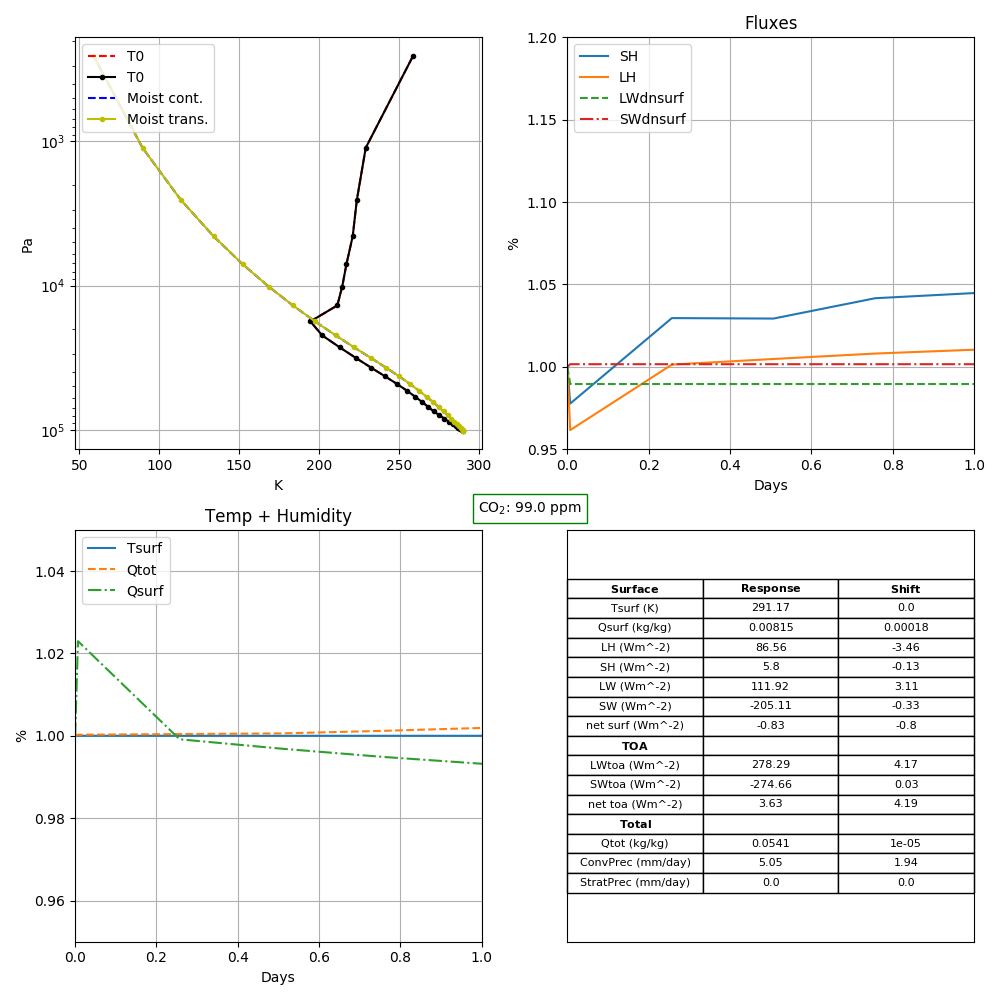 T0
T0
Moist cont.
Moist trans.
10^3
10^4
10^5
Pa
50
100
150
200
250
300
K
Fluxes
SH
LH
LWdnsurf
SWdnsurf
1.20
1.15
1.10
1.05
1.00
0.95
%
0.0
0.2
0.4
0.6
0.8
1.0
Days
CO₂: 99.0 ppm
Temp + Humidity
Tsurf
Qtot
Qsurf
1.04
1.02
1.00
0.98
0.96
%
0.0
0.2
0.4
0.6
0.8
1.0
Days
Surface Response Shift
Tsurf (K) 291.17 0.0
Qsurf (kg/kg) 0.00815 0.00018
LH (Wm^-2) 86.56 -3.46
SH (Wm^-2) 5.8 -0.13
LW (Wm^-2) 111.92 3.11
SW (Wm^-2) -205.11 -0.33
net surf (Wm^-2) -0.83 -0.8
TOA
LWtoa (Wm^-2) 278.29 4.17
SWtoa (Wm^-2) -274.66 0.03
net toa (Wm^-2) 3.63 4.19
Total
Qtot (kg/kg) 0.0541 1e-05
ConvPrec (mm/day) 5.05 1.94
StratPrec (mm/day) 0.0 0.0